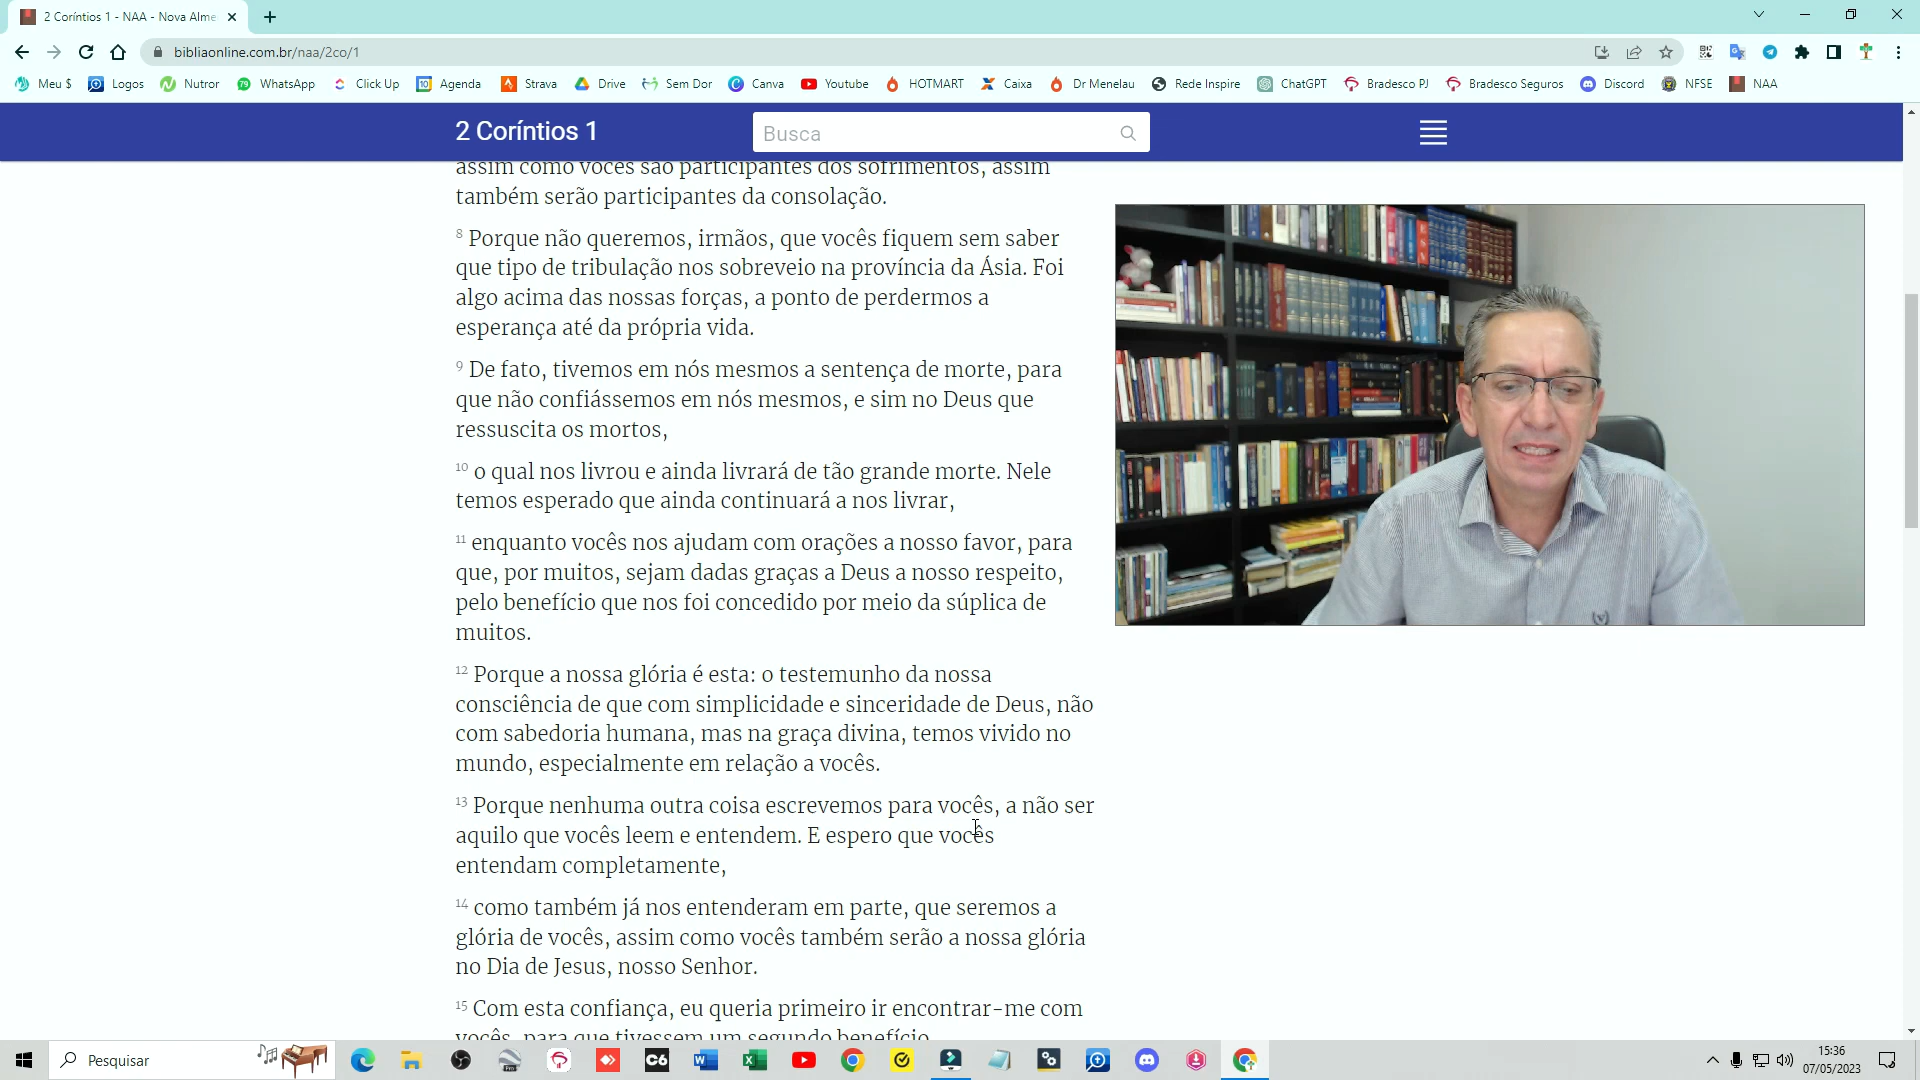 2 Coríntios 1 - NAA - Nova Alme
bibliaonline.com.br/naa/2co/1
Meu $ Logos Nutror WhatsApp Click Up Agenda Strava Drive Sem Dor Canva Youtube HOTMART Caixa Dr Menelau Rede Inspire ChatGPT Bradesco PJ Bradesco Seguros Discord NFSE NAA
2 Coríntios 1
Busca
assim como vocês são participantes dos sofrimentos, assim
também serão participantes da consolação.
8 Porque não queremos, irmãos, que vocês fiquem sem saber
que tipo de tribulação nos sobreveio na província da Ásia. Foi
algo acima das nossas forças, a ponto de perdermos a
esperança até da própria vida.
9 De fato, tivemos em nós mesmos a sentença de morte, para
que não confiássemos em nós mesmos, e sim no Deus que
ressuscita os mortos,
10 o qual nos livrou e ainda livrará de tão grande morte. Nele
temos esperado que ainda continuará a nos livrar,
11 enquanto vocês nos ajudam com orações a nosso favor, para
que, por muitos, sejam dadas graças a Deus a nosso respeito,
pelo benefício que nos foi concedido por meio da súplica de
muitos.
12 Porque a nossa glória é esta: o testemunho da nossa
consciência de que com simplicidade e sinceridade de Deus, não
com sabedoria humana, mas na graça divina, temos vivido no
mundo, especialmente em relação a vocês.
13 Porque nenhuma outra coisa escrevemos para vocês, a não ser
aquilo que vocês leem e entendem. E espero que vocês
entendam completamente,
14 como também já nos entenderam em parte, que seremos a
glória de vocês, assim como vocês também serão a nossa glória
no Dia de Jesus, nosso Senhor.
15 Com esta confiança, eu queria primeiro ir encontrar-me com
vocês, para que tivessem um segundo benefício
Pesquisar
15:36
07/05/2023